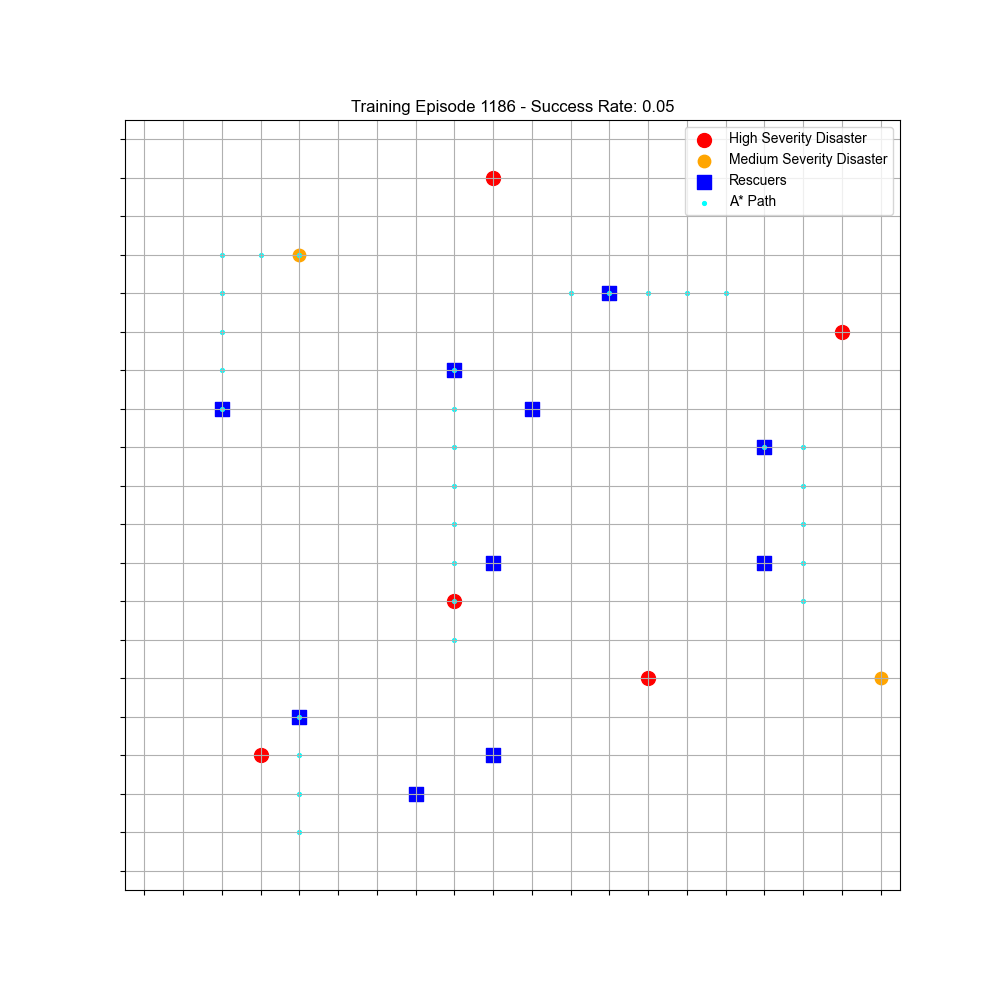 Training Episode 1186 - Success Rate: 0.05
High Severity Disaster
Medium Severity Disaster
Rescuers
A* Path